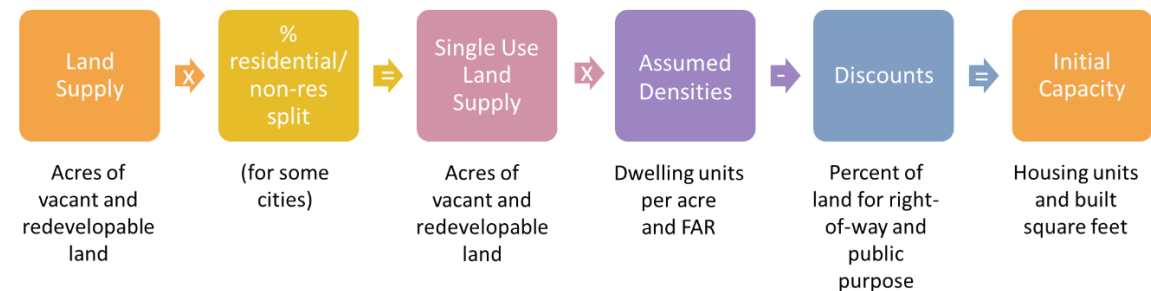 Land
Supply
x
%
residential/
non-res
split
=
Single Use
Land
Supply
x
Assumed
Densities
-
Discounts
=
Initial
Capacity
Acres of
vacant and
redevelopable
land
(for some
cities)
Acres of
vacant and
redevelopable
land
Dwelling units
per acre
and FAR
Percent of
land for right-
of-way and
public
purpose
Housing units
and built
square feet